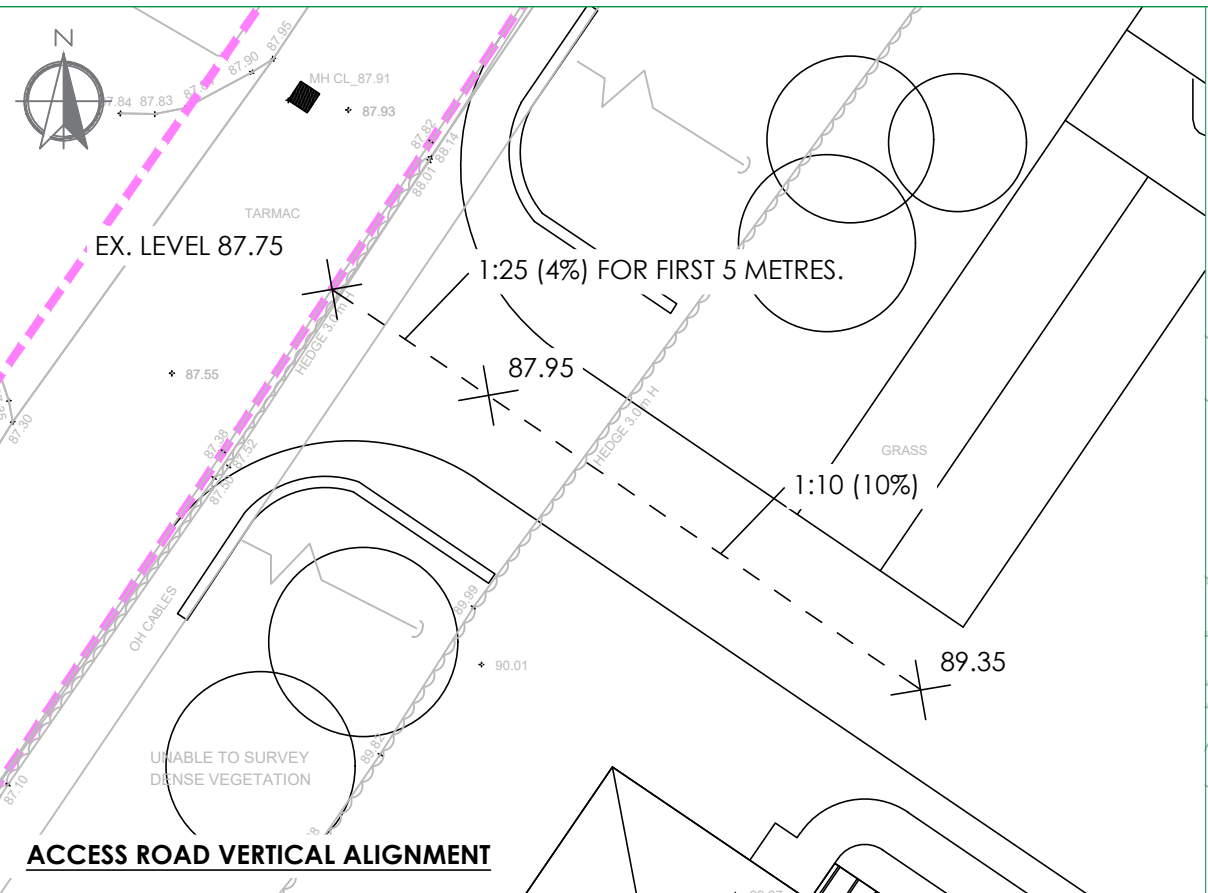 N
87.95
87.90
MH CL_87.91
87.84 87.83
87.93
87.82
88.14
88.01
TARMAC
EX. LEVEL 87.75
1:25 (4%) FOR FIRST 5 METRES.
HEDGE 3.0m H
87.95
87.55
87.30
HEDGE 3.0m H
87.38
87.52
87.50
GRASS
1:10 (10%)
OH CABLES
89.99
90.01
89.35
89.82
UNABLE TO SURVEY
DENSE VEGETATION
87.10
ACCESS ROAD VERTICAL ALIGNMENT